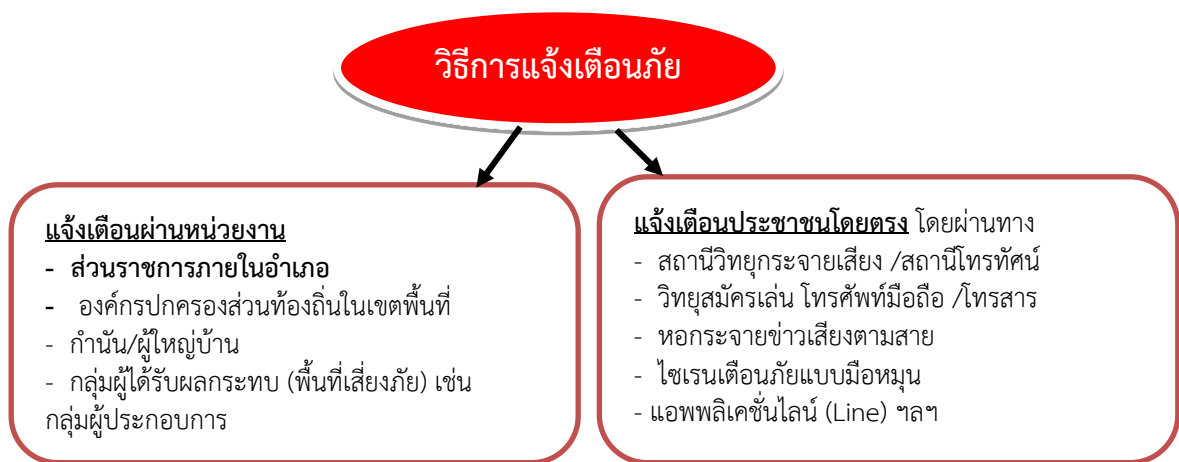 วิธีการแจ้งเตือนภัย
แจ้งเตือนผ่านหน่วยงาน
- ส่วนราชการภายในอำเภอ
- องค์กรปกครองส่วนท้องถิ่นในเขตพื้นที่
- กำนัน/ผู้ใหญ่บ้าน
- กลุ่มผู้ได้รับผลกระทบ (พื้นที่เสี่ยงภัย) เช่น
กลุ่มผู้ประกอบการ
แจ้งเตือนประชาชนโดยตรง โดยผ่านทาง
- สถานีวิทยุกระจายเสียง /สถานีโทรทัศน์
- วิทยุสมัครเล่น โทรศัพท์มือถือ /โทรสาร
- หอกระจายข่าวเสียงตามสาย
- ไซเรนเตือนภัยแบบมือหมุน
- แอพพลิเคชั่นไลน์ (Line) ฯลฯ